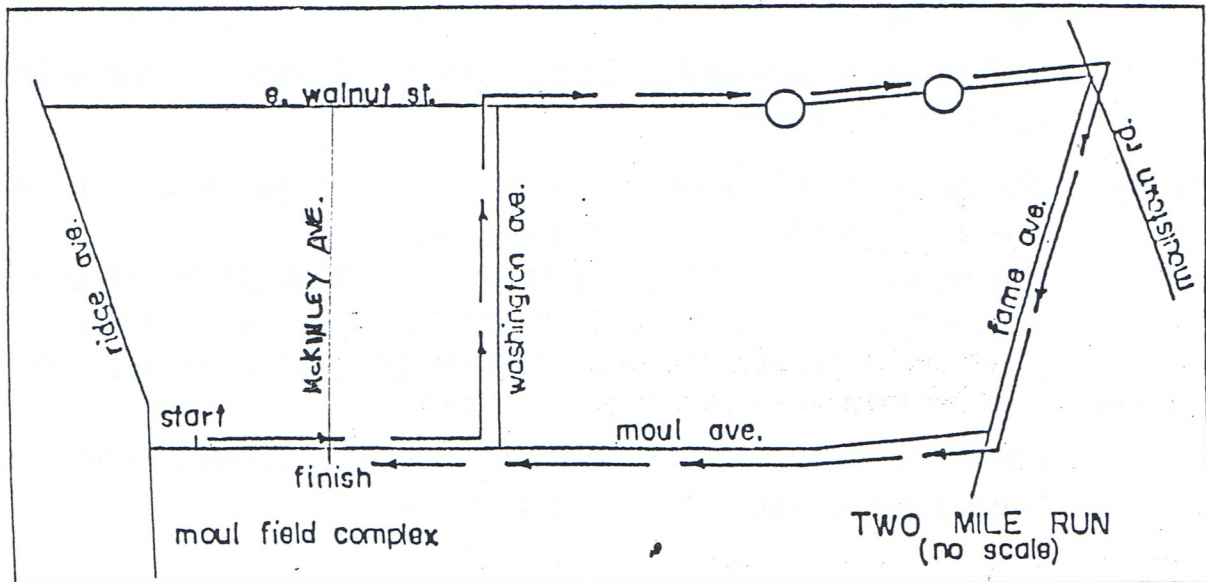 e. walnut st.
ridge ave.
McKINLEY AVE.
washington ave.
fame ave.
moulstown rd.
start
moul ave.
finish
moul field complex
TWO MILE RUN
(no scale)